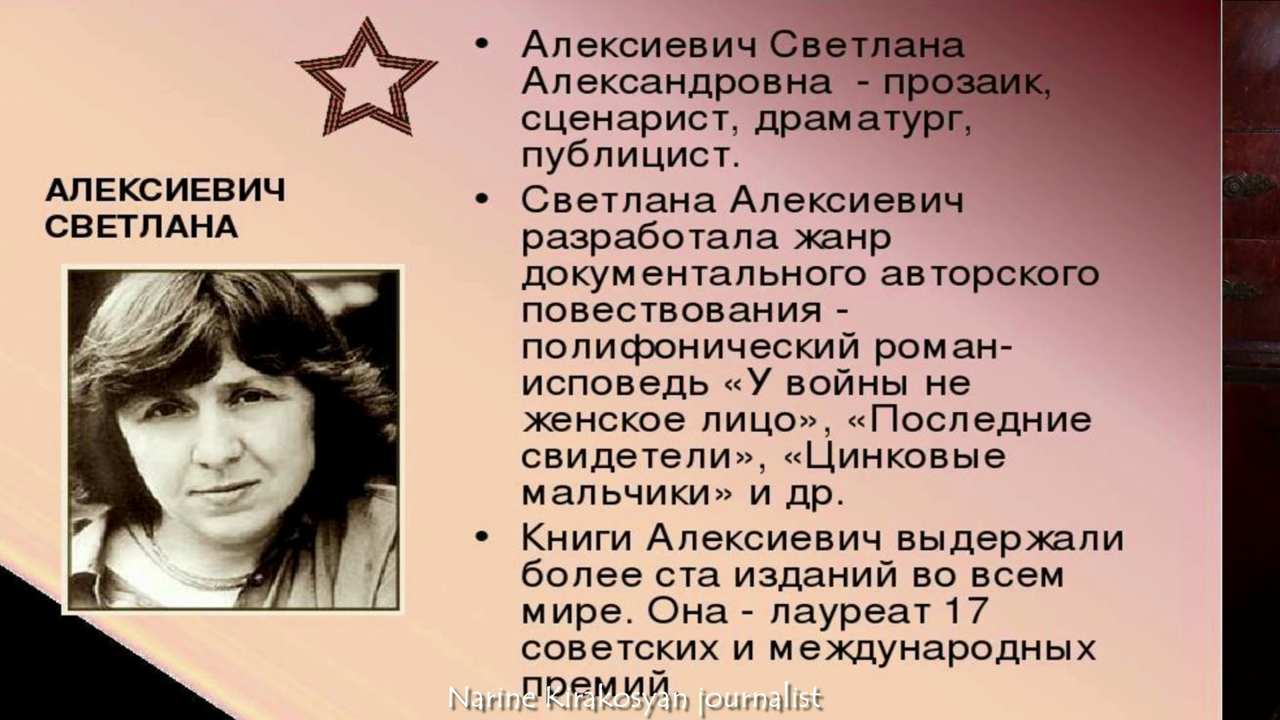 АЛЕКСИЕВИЧ
СВЕТЛАНА
• Алексиевич Светлана
Александровна - прозаик,
сценарист, драматург,
публицист.
• Светлана Алексиевич
разработала жанр
документального авторского
повествования -
полифонический роман-
исповедь «У войны не
женское лицо», «Последние
свидетели», «Цинковые
мальчики» и др.
• Книги Алексиевич выдержали
более ста изданий во всем
мире. Она - лауреат 17
советских и международных
премий.
Narine Kirakosyan journalist